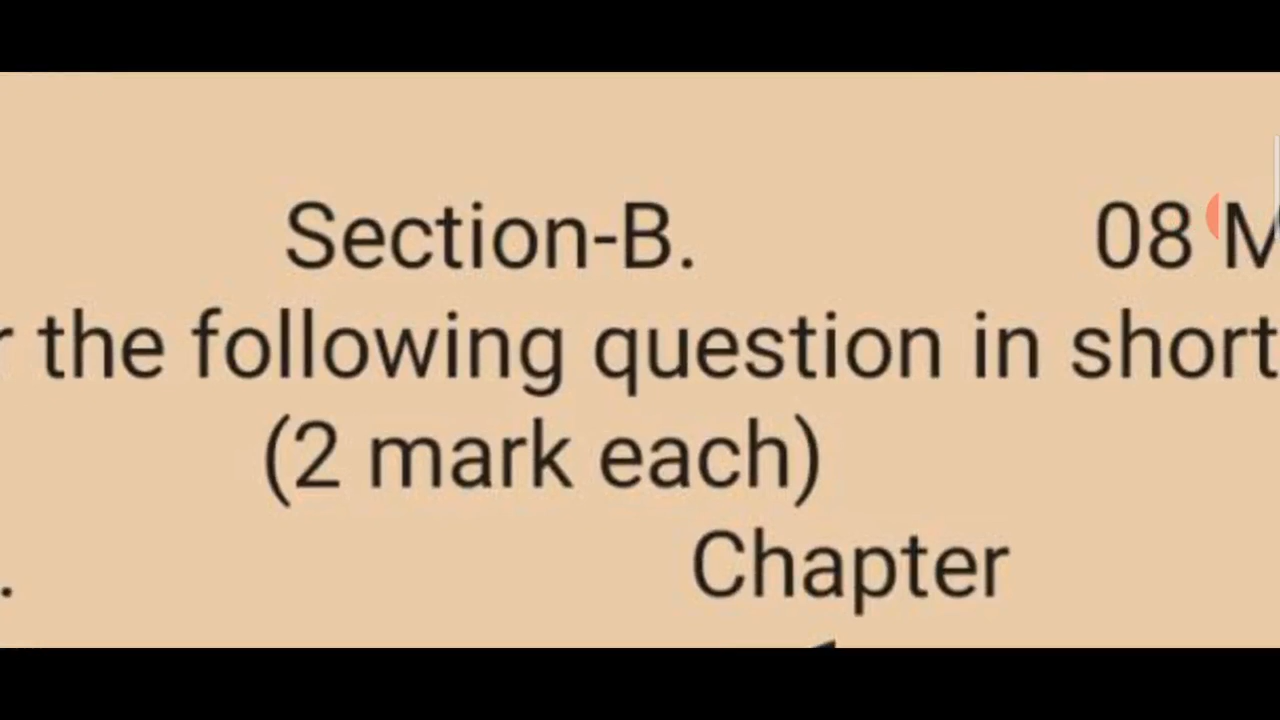 Section-B. 08 M
r the following question in short
(2 mark each)
. Chapter